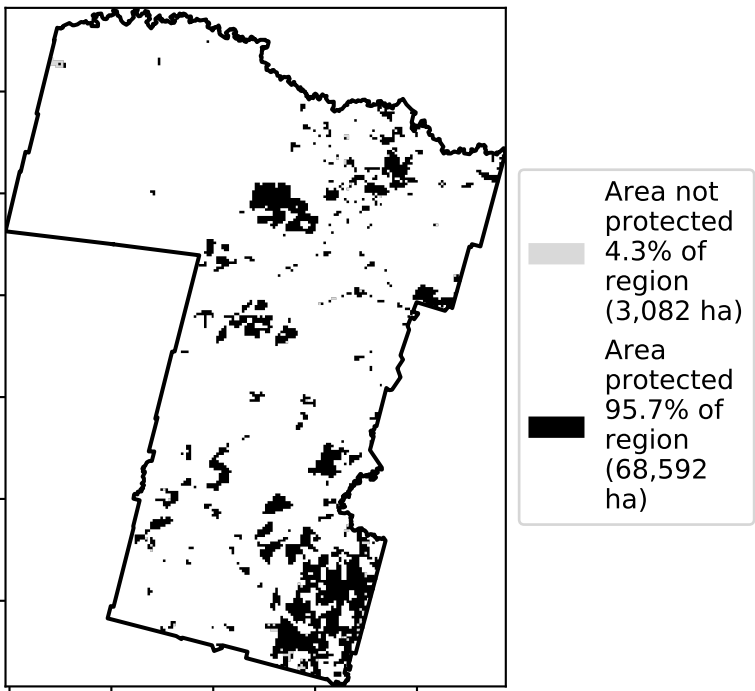 Area not
protected
4.3% of
region
(3,082 ha)
Area
protected
95.7% of
region
(68,592
ha)